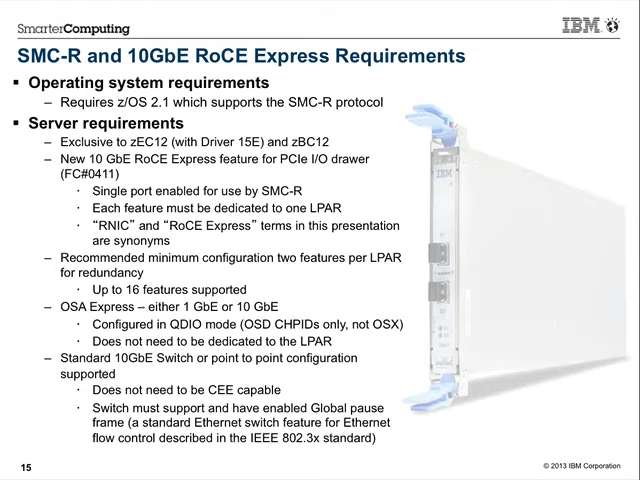 SmarterComputing
IBM
SMC-R and 10GbE RoCE Express Requirements
▪ Operating system requirements
– Requires z/OS 2.1 which supports the SMC-R protocol
▪ Server requirements
– Exclusive to zEC12 (with Driver 15E) and zBC12
– New 10 GbE RoCE Express feature for PCIe I/O drawer
(FC#0411)
· Single port enabled for use by SMC-R
· Each feature must be dedicated to one LPAR
· “RNIC” and “RoCE Express” terms in this presentation
are synonyms
– Recommended minimum configuration two features per LPAR
for redundancy
· Up to 16 features supported
– OSA Express – either 1 GbE or 10 GbE
· Configured in QDIO mode (OSD CHPIDs only, not OSX)
· Does not need to be dedicated to the LPAR
– Standard 10GbE Switch or point to point configuration
supported
· Does not need to be CEE capable
· Switch must support and have enabled Global pause
frame (a standard Ethernet switch feature for Ethernet
flow control described in the IEEE 802.3x standard)
IBM
15
© 2013 IBM Corporation